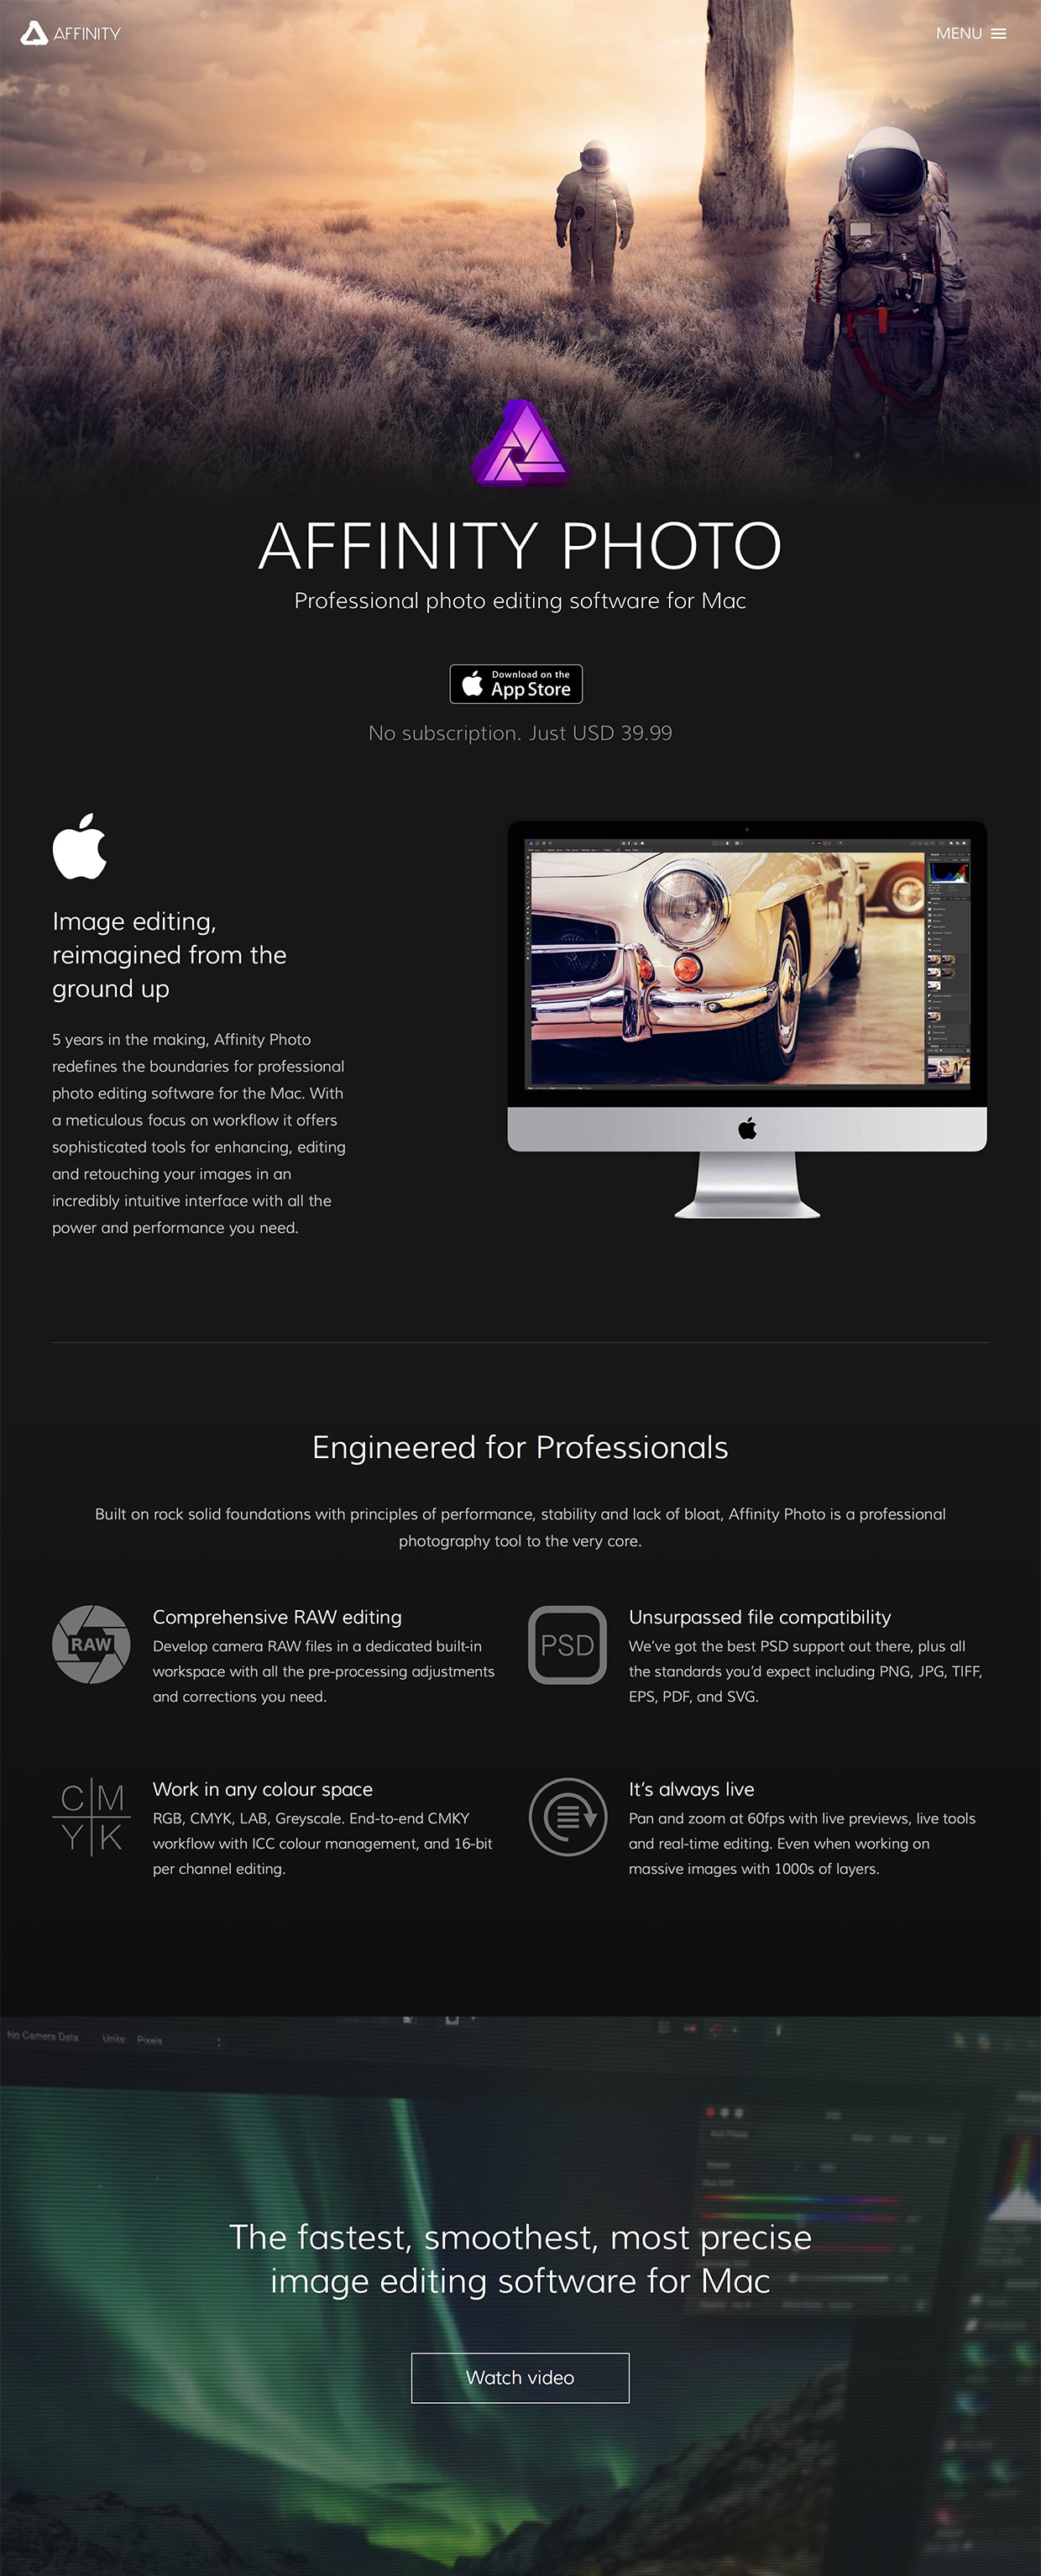 AFFINITY
MENU
AFFINITY PHOTO
Professional photo editing software for Mac
Download on the
App Store
No subscription. Just USD 39.99
Image editing,
reimagined from the
ground up
5 years in the making, Affinity Photo
redefines the boundaries for professional
photo editing software for the Mac. With
a meticulous focus on workflow it offers
sophisticated tools for enhancing, editing
and retouching your images in an
incredibly intuitive interface with all the
power and performance you need.
Engineered for Professionals
Built on rock solid foundations with principles of performance, stability and lack of bloat, Affinity Photo is a professional
photography tool to the very core.
RAW
Comprehensive RAW editing
Develop camera RAW files in a dedicated built-in
workspace with all the pre-processing adjustments
and corrections you need.
PSD
Unsurpassed file compatibility
We've got the best PSD support out there, plus all
the standards you'd expect including PNG, JPG, TIFF,
EPS, PDF, and SVG.
C M
Y K
Work in any colour space
RGB, CMYK, LAB, Greyscale. End-to-end CMKY
workflow with ICC colour management, and 16-bit
per channel editing.
It's always live
Pan and zoom at 60fps with live previews, live tools
and real-time editing. Even when working on
massive images with 1000s of layers.
No Camera Data Units: Pixels
The fastest, smoothest, most precise
image editing software for Mac
Watch video